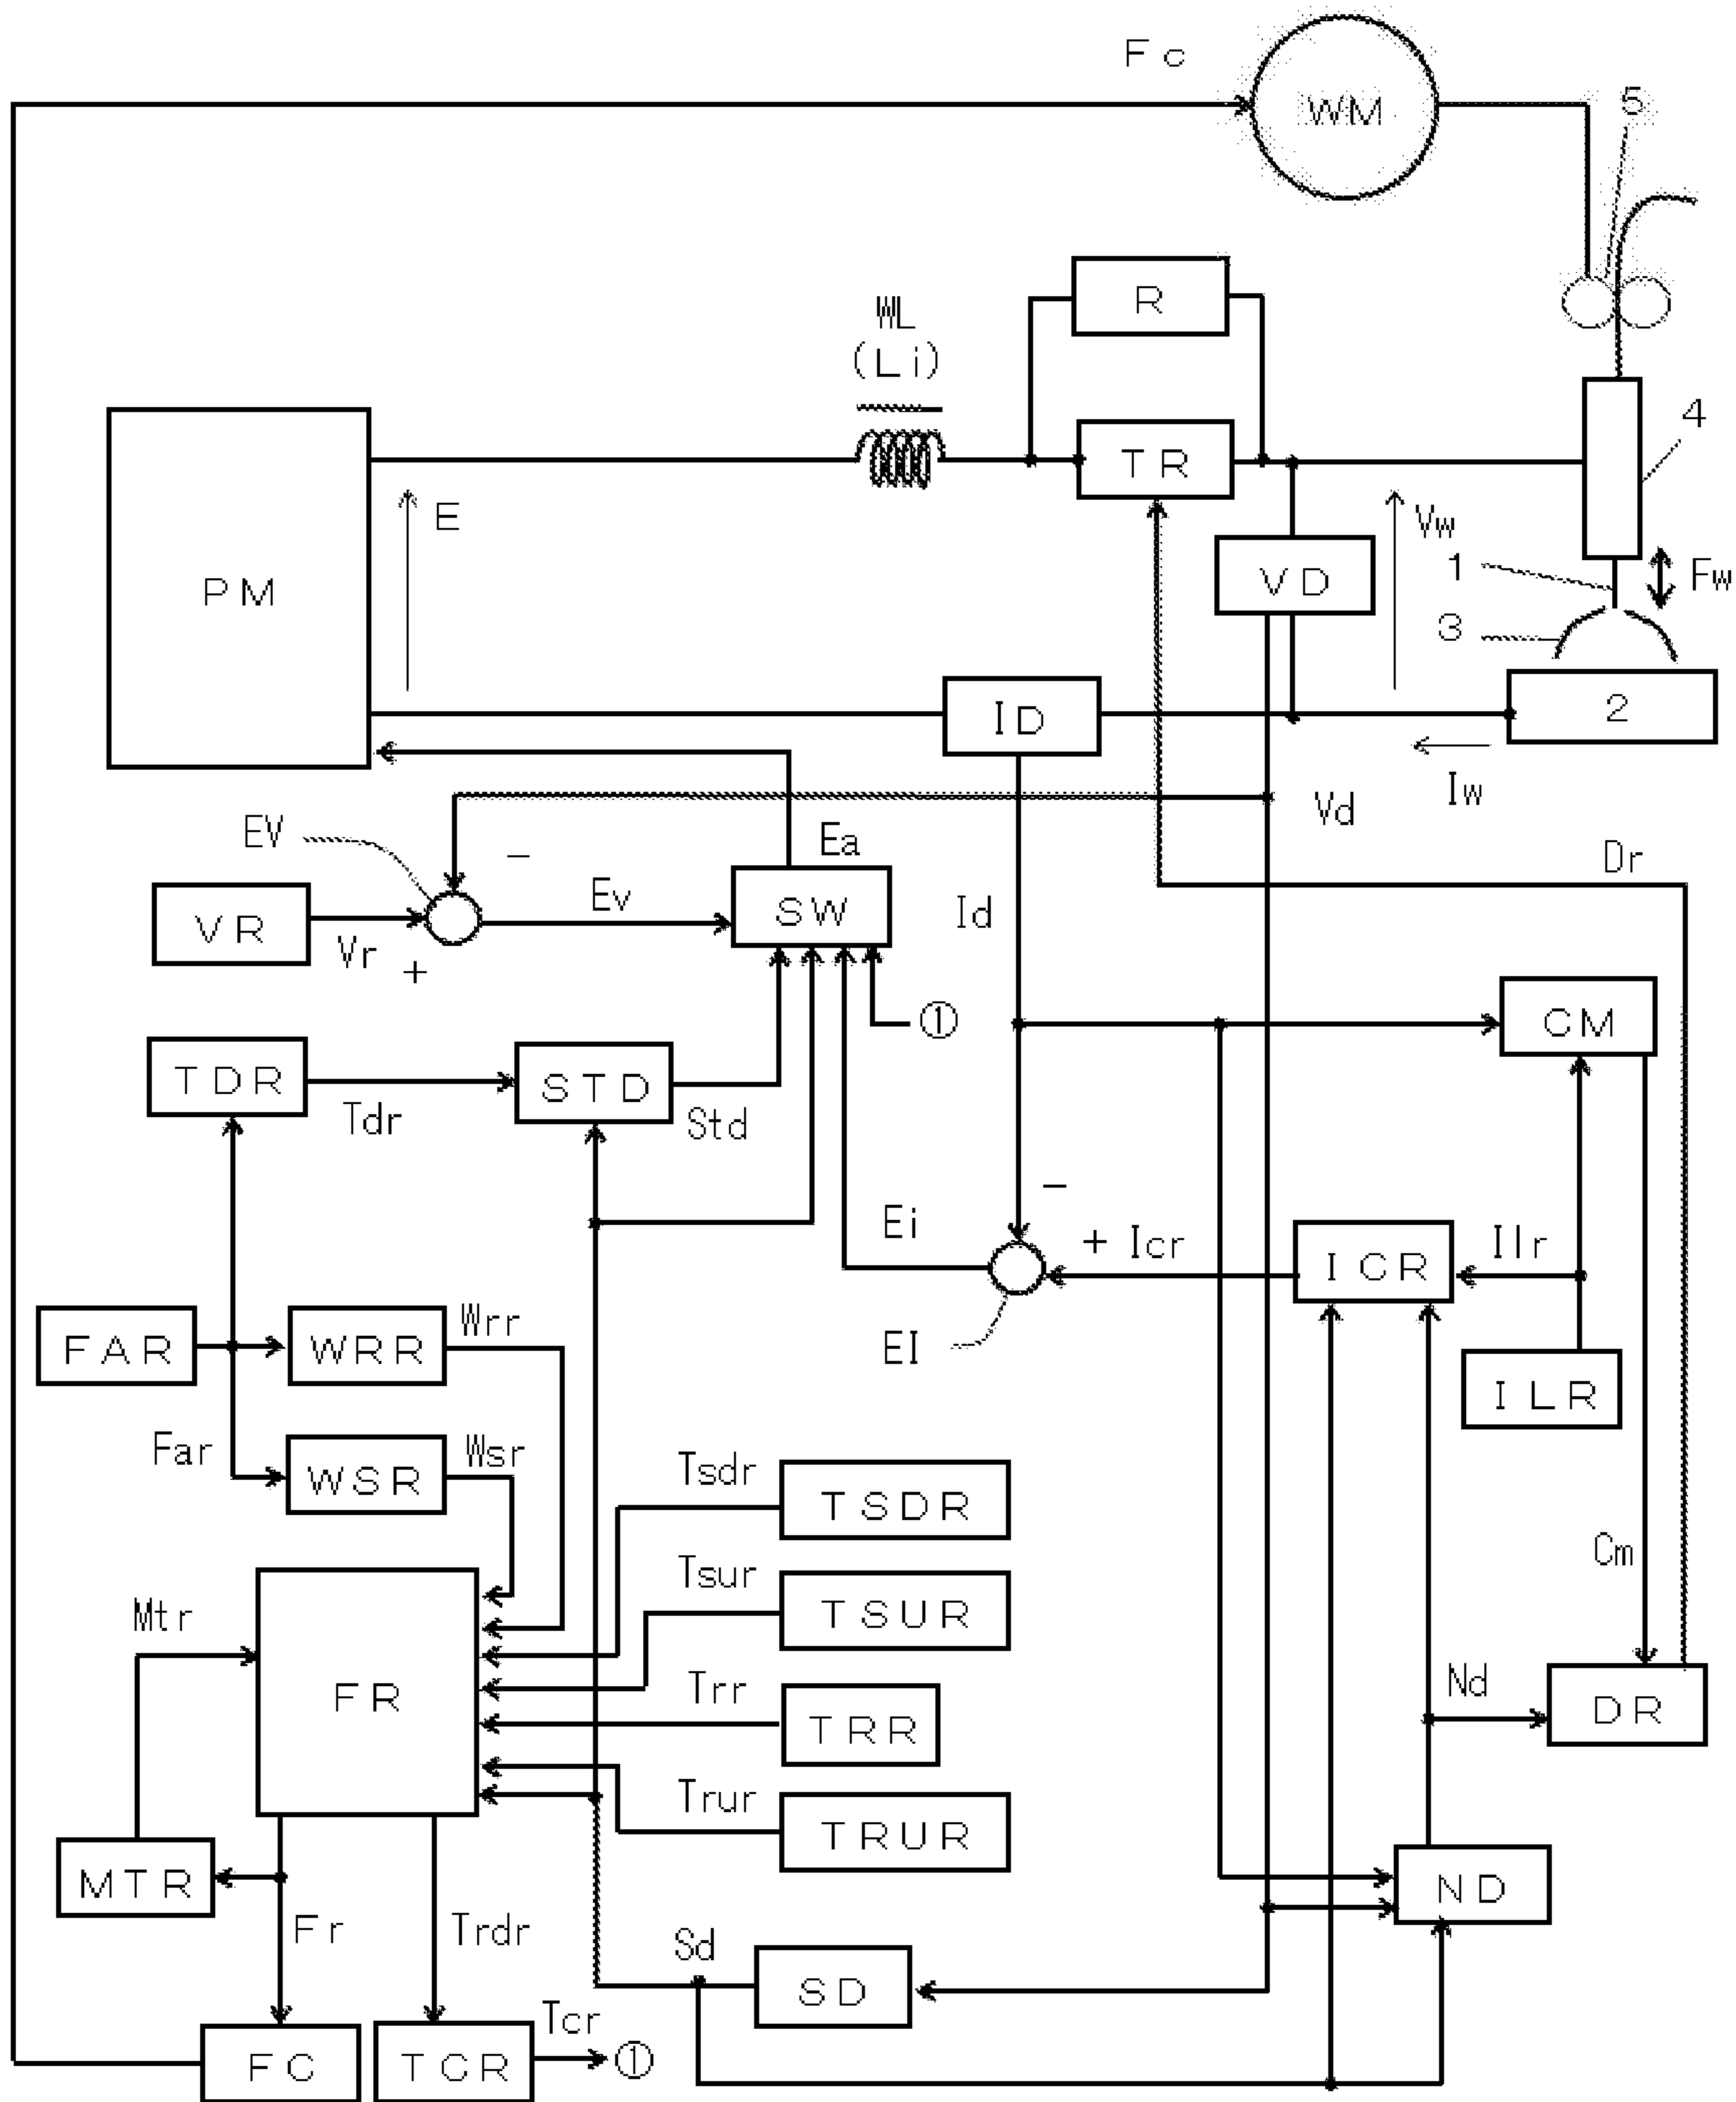 Fc
WM
5
R
WL
(Li)
4
TR
E
Vw
1
Fw
PM
VD
3
2
ID
Iw
Vd
EV
−
Ea
Dr
VR
Ev
SW
Id
Vr
+
①
CM
TDR
STD
Tdr
Std
−
Ei
+ Icr
ICR
Ilr
FAR
WRR
Wrr
EI
ILR
Far
WSR
Wsr
Tsdr
TSDR
Cm
Tsur
TSUR
Mtr
FR
Trr
TRR
Nd
DR
Trur
TRUR
MTR
ND
Fr
Trdr
Sd
SD
FC
TCR
Tcr
①